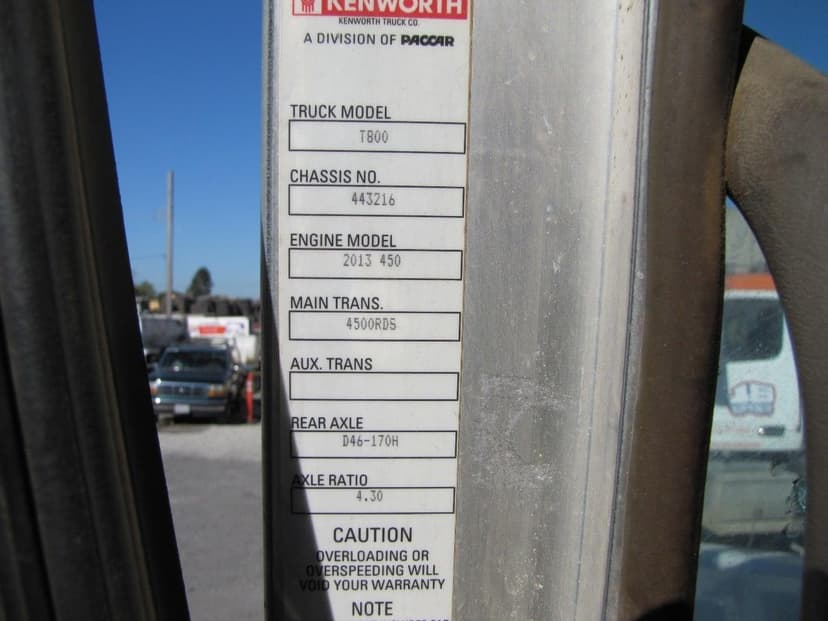 KENWORTH
KENWORTH TRUCK CO.
A DIVISION OF PACCAR
TRUCK MODEL
T800
CHASSIS NO.
443216
ENGINE MODEL
2013 450
MAIN TRANS.
4500RDS
AUX. TRANS
REAR AXLE
D46-170H
AXLE RATIO
4.30
CAUTION
OVERLOADING OR
OVERSPEEDING WILL
VOID YOUR WARRANTY
NOTE